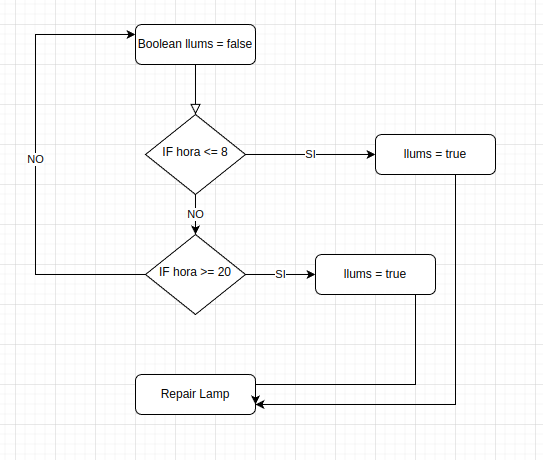 Boolean llums = false
IF hora <= 8
SI
llums = true
NO
NO
IF hora >= 20
SI
llums = true
Repair Lamp